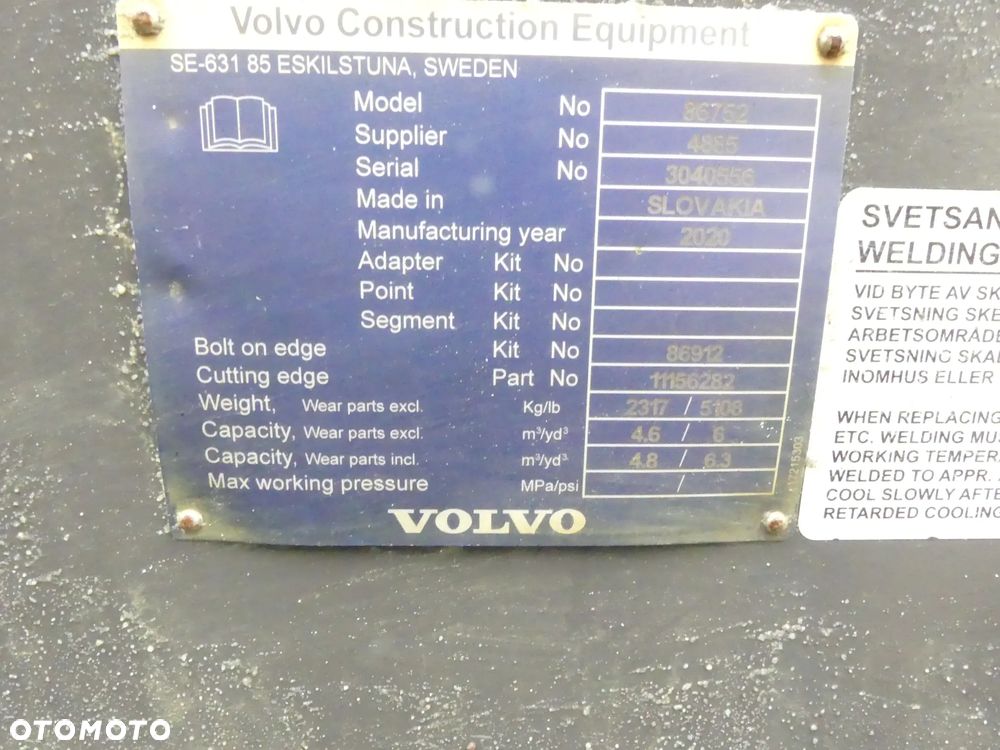 Volvo Construction Equipment
SE-631 85 ESKILSTUNA, SWEDEN
Model No 86752
Supplier No 4885
Serial No 3040556
Made in SLOVAKIA
Manufacturing year 2020
Adapter Kit No
Point Kit No
Segment Kit No
Bolt on edge Kit No 86912
Cutting edge Part No 11156282
Weight, Wear parts excl. Kg/lb 2317 / 5108
Capacity, Wear parts excl. m³/yd³ 4.6 / 6
Capacity, Wear parts incl. m³/yd³ 4.8 / 6.3
Max working pressure MPa/psi /
VOLVO
SVETSAN
WELDING
VID BYTE AV SK
SVETSNING SKE
ARBETSOMRÅDE
SVETSNING SKAL
INOMHUS ELLER
WHEN REPLACING
ETC. WELDING MUS
WORKING TEMPERA
WELDED TO APPR.
COOL SLOWLY AFTE
RETARDED COOLING
OTOMOTO